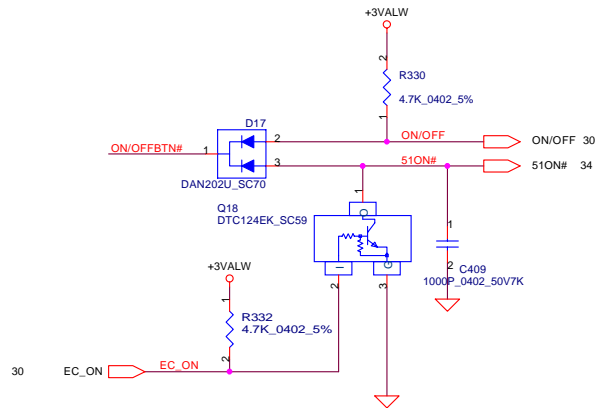 +3VALW
2
R330
4.7K_0402_5%
1
D17
ON/OFFBTN#
1
2
ON/OFF
ON/OFF 30
3
51ON#
51ON# 34
DAN202U_SC70
Q18
DTC124EK_SC59
1
O
I
G
2
3
1
2
C409
1000P_0402_50V7K
+3VALW
1
R332
4.7K_0402_5%
2
30 EC_ON
EC_ON